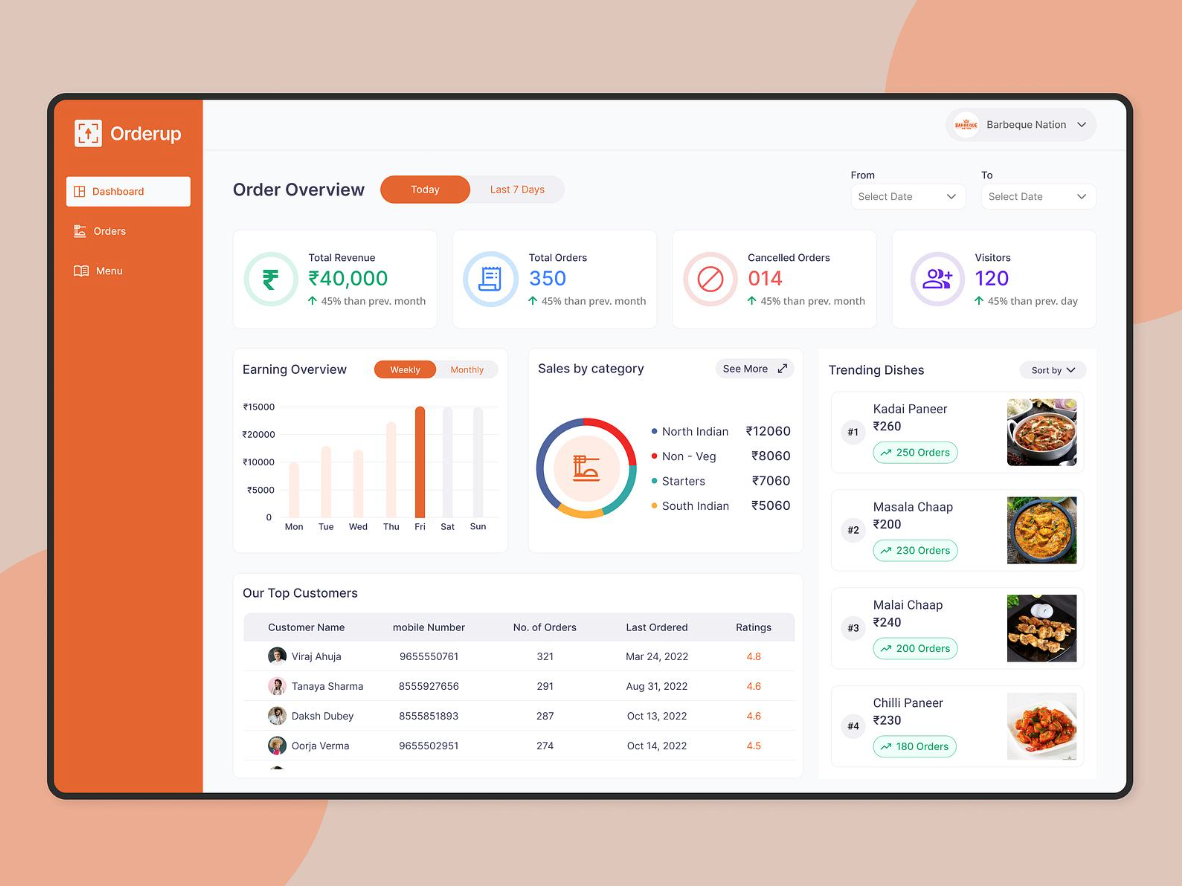 Orderup
Dashboard
Orders
Menu
Barbeque Nation
Order Overview
Today
Last 7 Days
From
Select Date
To
Select Date
Total Revenue
₹40,000
45% than prev. month
Total Orders
350
45% than prev. month
Cancelled Orders
014
45% than prev. month
Visitors
120
45% than prev. day
Earning Overview
Weekly
Monthly
₹15000
₹20000
₹10000
₹5000
0
Mon Tue Wed Thu Fri Sat Sun
Sales by category
See More
North Indian ₹12060
Non - Veg ₹8060
Starters ₹7060
South Indian ₹5060
Trending Dishes
Sort by
#1
Kadai Paneer
₹260
250 Orders
#2
Masala Chaap
₹200
230 Orders
#3
Malai Chaap
₹240
200 Orders
#4
Chilli Paneer
₹230
180 Orders
Our Top Customers
Customer Name mobile Number No. of Orders Last Ordered Ratings
Viraj Ahuja 9655550761 321 Mar 24, 2022 4.8
Tanaya Sharma 8555927656 291 Aug 31, 2022 4.6
Daksh Dubey 8555851893 287 Oct 13, 2022 4.6
Oorja Verma 9655502951 274 Oct 14, 2022 4.5